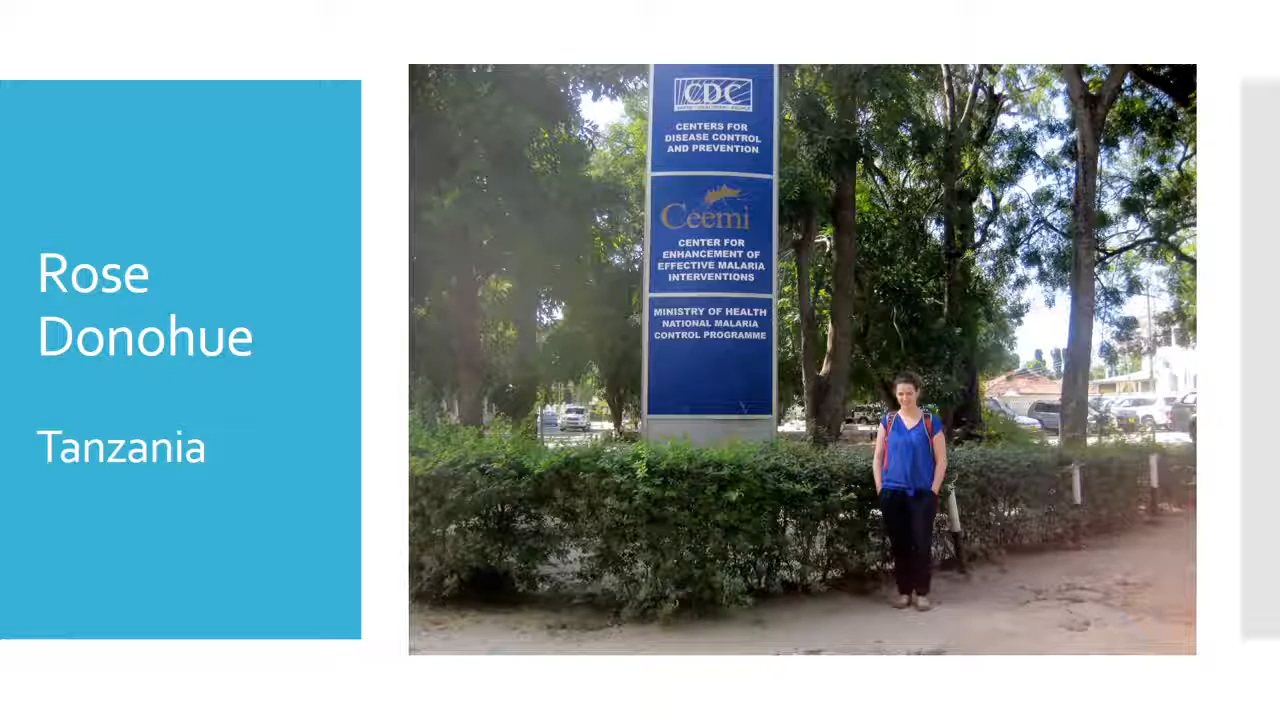 Rose
Donohue
Tanzania
CDC
CENTERS FOR
DISEASE CONTROL
AND PREVENTION
Ceemi
CENTER FOR
ENHANCEMENT OF
EFFECTIVE MALARIA
INTERVENTIONS
MINISTRY OF HEALTH
NATIONAL MALARIA
CONTROL PROGRAMME